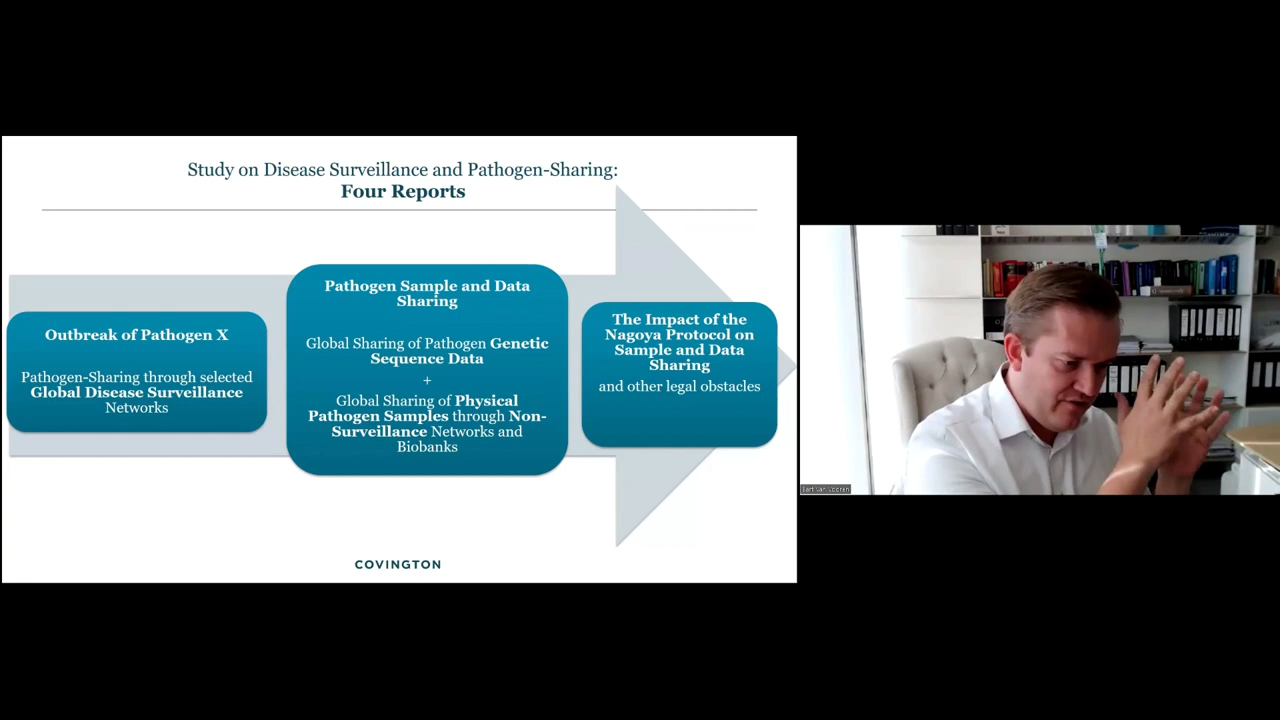 Study on Disease Surveillance and Pathogen-Sharing:
Four Reports
Outbreak of Pathogen X
Pathogen-Sharing through selected
Global Disease Surveillance
Networks
Pathogen Sample and Data
Sharing
Global Sharing of Pathogen Genetic
Sequence Data
+
Global Sharing of Physical
Pathogen Samples through Non-
Surveillance Networks and
Biobanks
The Impact of the
Nagoya Protocol on
Sample and Data
Sharing
and other legal obstacles
COVINGTON
Bart Van Vooren